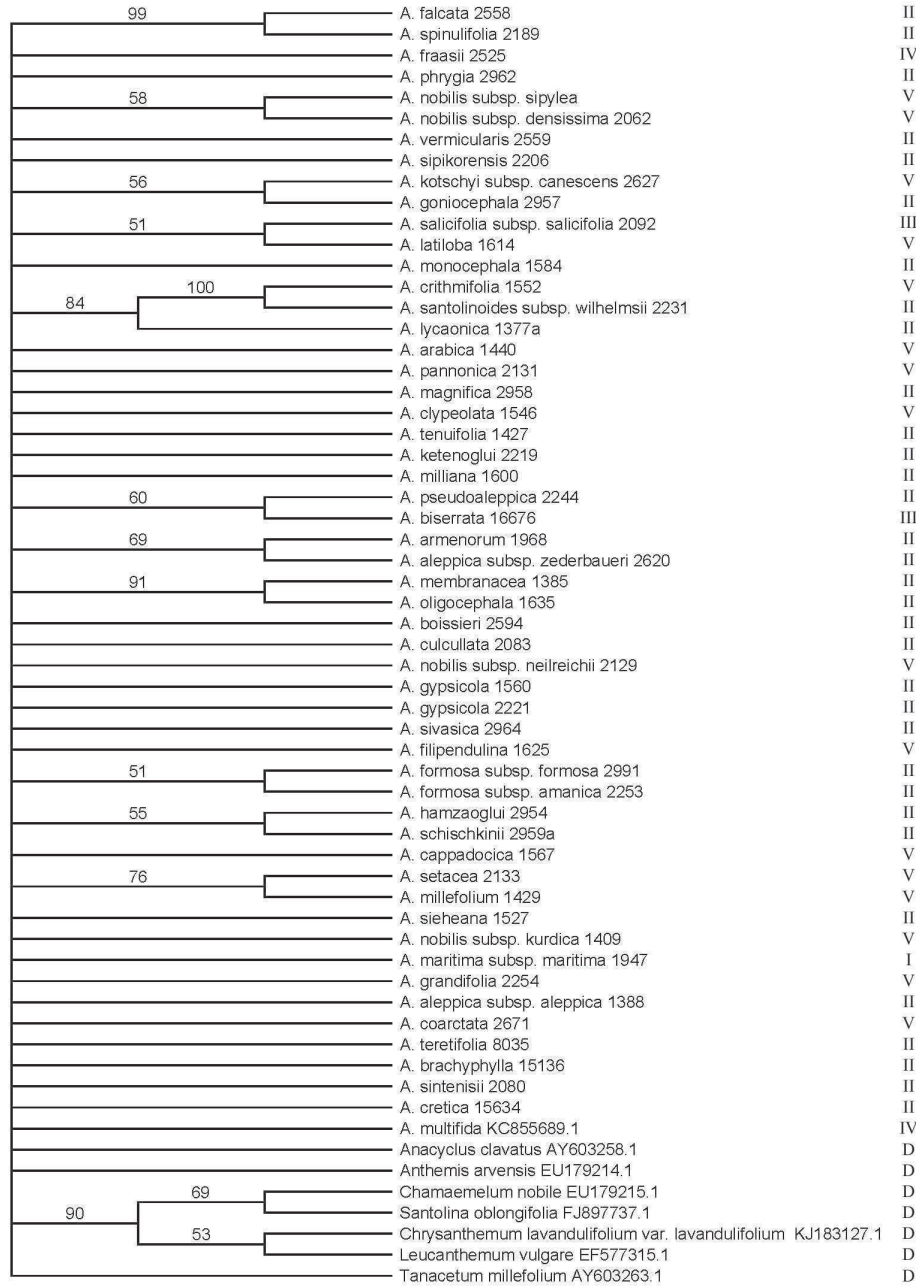 99 A. falcata 2558 II
A. spinulifolia 2189 II
A. fraasii 2525 IV
A. phrygia 2962 II
58 A. nobilis subsp. sipylea V
A. nobilis subsp. densissima 2062 V
A. vermicularis 2559 II
A. sipikorensis 2206 II
56 A. kotschyi subsp. canescens 2627 V
A. goniocephala 2957 II
51 A. salicifolia subsp. salicifolia 2092 III
A. latiloba 1614 V
A. monocephala 1584 II
100 A. crithmifolia 1552 V
84 A. santolinoides subsp. wilhelmsii 2231 II
A. lycaonica 1377a II
A. arabica 1440 V
A. pannonica 2131 V
A. magnifica 2958 II
A. clypeolata 1546 V
A. tenuifolia 1427 II
A. ketenoglui 2219 II
A. milliana 1600 II
60 A. pseudoaleppica 2244 II
A. biserrata 16676 III
69 A. armenorum 1968 II
A. aleppica subsp. zederbaueri 2620 II
91 A. membranacea 1385 II
A. oligocephala 1635 II
A. boissieri 2594 II
A. culcullata 2083 II
A. nobilis subsp. neilreichii 2129 V
A. gypsicola 1560 II
A. gypsicola 2221 II
A. sivasica 2964 II
A. filipendulina 1625 V
51 A. formosa subsp. formosa 2991 II
A. formosa subsp. amanica 2253 II
55 A. hamzaoglui 2954 II
A. schischkinii 2959a II
A. cappadocica 1567 V
76 A. setacea 2133 V
A. millefolium 1429 V
A. sieheana 1527 II
A. nobilis subsp. kurdica 1409 V
A. maritima subsp. maritima 1947 I
A. grandifolia 2254 V
A. aleppica subsp. aleppica 1388 II
A. coarctata 2671 V
A. teretifolia 8035 II
A. brachyphylla 15136 II
A. sintenisii 2080 II
A. cretica 15634 II
A. multifida KC855689.1 IV
Anacyclus clavatus AY603258.1 D
Anthemis arvensis EU179214.1 D
69 Chamaemelum nobile EU179215.1 D
90 Santolina oblongifolia FJ897737.1 D
53 Chrysanthemum lavandulifolium var. lavandulifolium KJ183127.1 D
Leucanthemum vulgare EF577315.1 D
Tanacetum millefolium AY603263.1 D